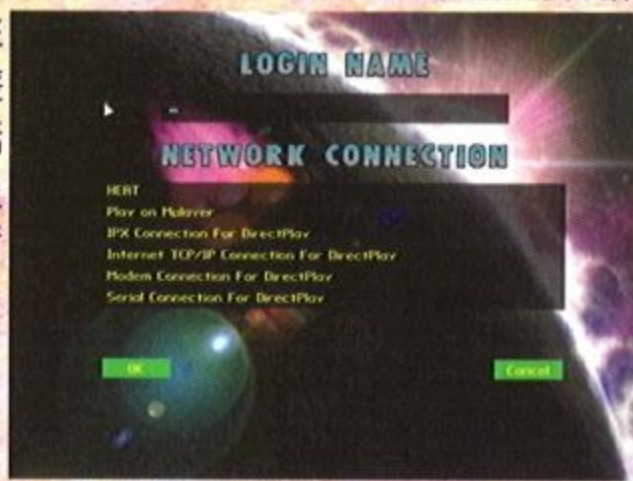 LOGIN NAME
NETWORK CONNECTION
HEAT
Play on Mplayer
IPX Connection For DirectPlay
Internet TCP/IP Connection For DirectPlay
Modem Connection For DirectPlay
Serial Connection For DirectPlay
OK
Cancel